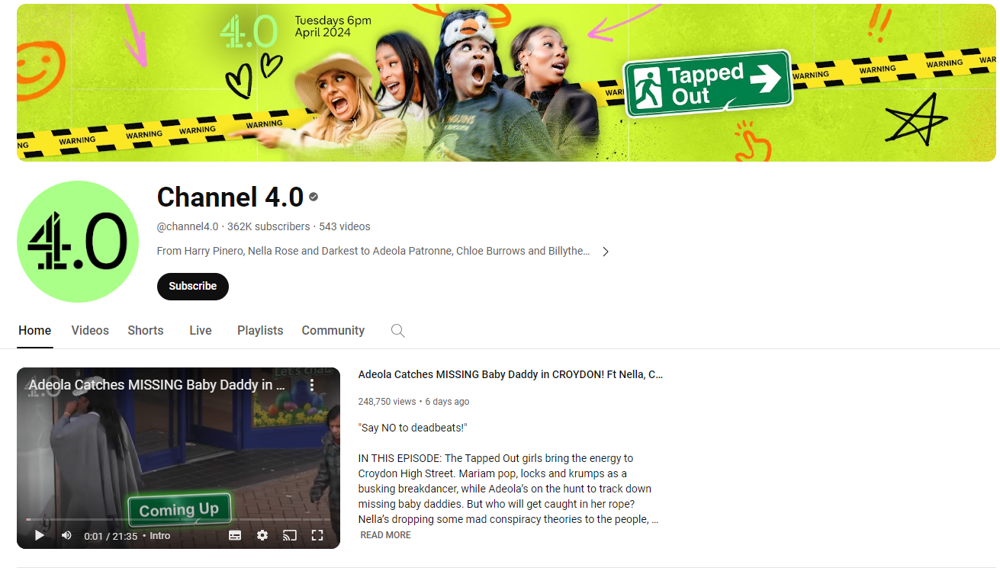 4.0
Tuesdays 6pm
April 2024
NG WARNING WARNING WARNING WARNING
WARNING WARNING WARNING
Tapped
Out
4.0
Channel 4.0
@channel4.0 · 362K subscribers · 543 videos
From Harry Pinero, Nella Rose and Darkest to Adeola Patronne, Chloe Burrows and Billythe...
Subscribe
Home Videos Shorts Live Playlists Community
Adeola Catches MISSING Baby Daddy in ...
4.0
Let's chat
Coming Up
0:01 / 21:35 • Intro
Adeola Catches MISSING Baby Daddy in CROYDON! Ft Nella, C...
248,750 views • 6 days ago
"Say NO to deadbeats!"
IN THIS EPISODE: The Tapped Out girls bring the energy to
Croydon High Street. Mariam pop, locks and krumps as a
busking breakdancer, while Adeola’s on the hunt to track down
missing baby daddies. But who will get caught in her rope?
Nella’s dropping some mad conspiracy theories to the people, ...
READ MORE